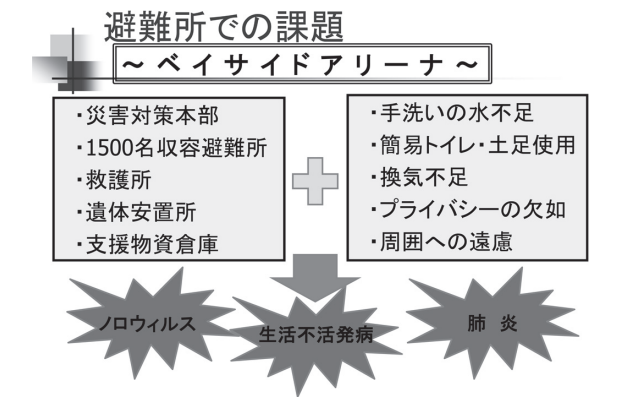 避難所での課題
～ベイサイドアリーナ～
・災害対策本部
・1500名収容避難所
・救護所
・遺体安置所
・支援物資倉庫
・手洗いの水不足
・簡易トイレ・土足使用
・換気不足
・プライバシーの欠如
・周囲への遠慮
ノロウィルス
生活不活発病
肺炎